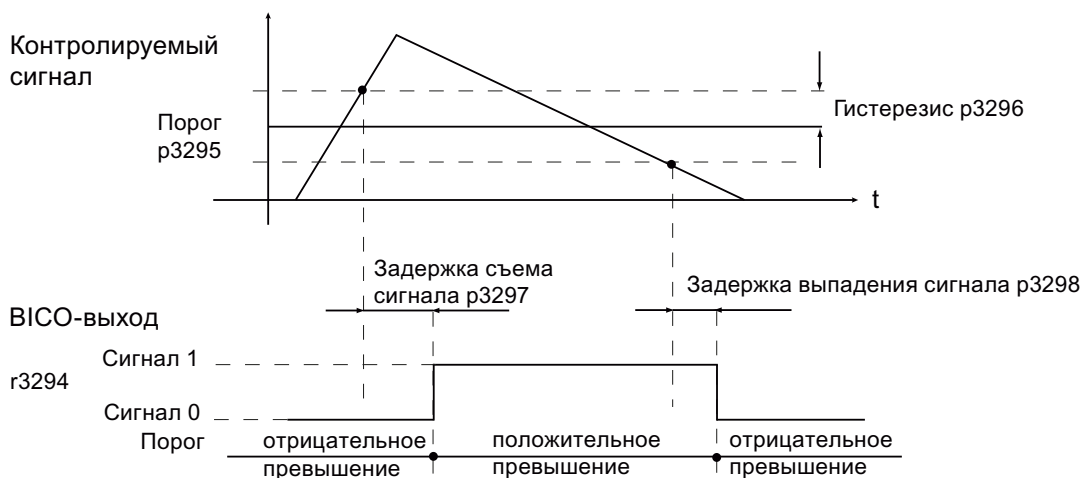 Контролируемый
сигнал
Гистерезис p3296
Порог
p3295
t
Задержка съема
сигнала p3297
Задержка выпадения сигнала p3298
BICO-выход
Сигнал 1
r3294
Сигнал 0
Порог
отрицательное
превышение
положительное
превышение
отрицательное
превышение